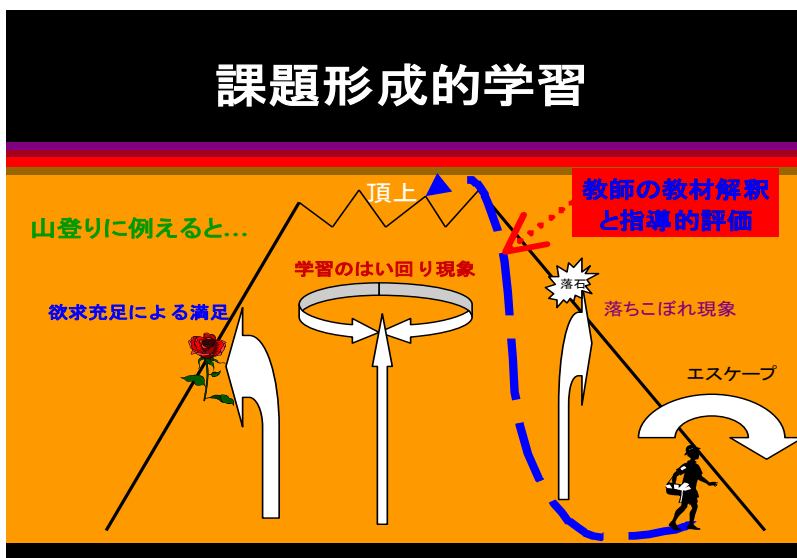 課題形成的学習
頂上
教師の教材解釈
と指導的評価
山登りに例えると…
学習のはい回り現象
落石
欲求充足による満足
落ちこぼれ現象
エスケープ